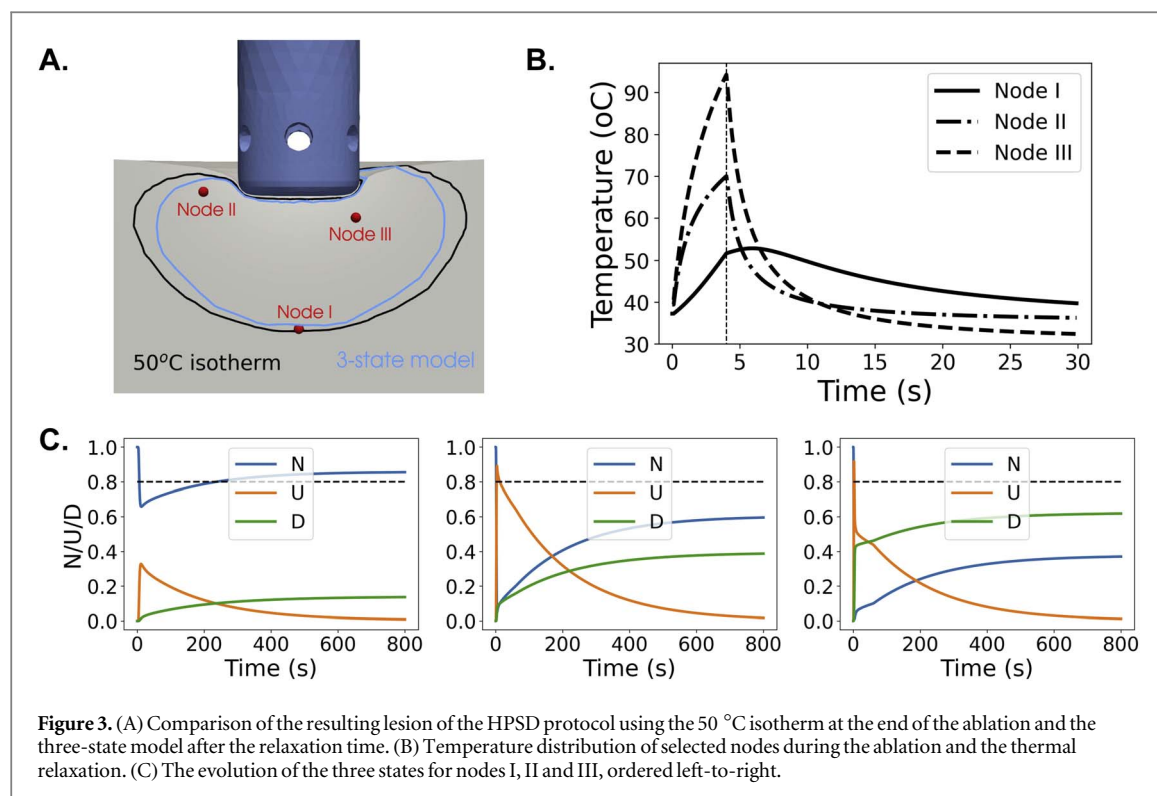 A.
Node II
Node III
Node I
50°C isotherm
3-state model
B.
Temperature (oC)
90
80
70
60
50
40
30
0
5
10
15
20
25
30
Time (s)
Node I
Node II
Node III
C.
N/U/D
1.0
0.8
0.6
0.4
0.2
0.0
0
200
400
600
800
Time (s)
N
U
D
1.0
0.8
0.6
0.4
0.2
0.0
0
200
400
600
800
Time (s)
N
U
D
1.0
0.8
0.6
0.4
0.2
0.0
0
200
400
600
800
Time (s)
N
U
D
Figure 3. (A) Comparison of the resulting lesion of the HPSD protocol using the 50 °C isotherm at the end of the ablation and the
three-state model after the relaxation time. (B) Temperature distribution of selected nodes during the ablation and the thermal
relaxation. (C) The evolution of the three states for nodes I, II and III, ordered left-to-right.